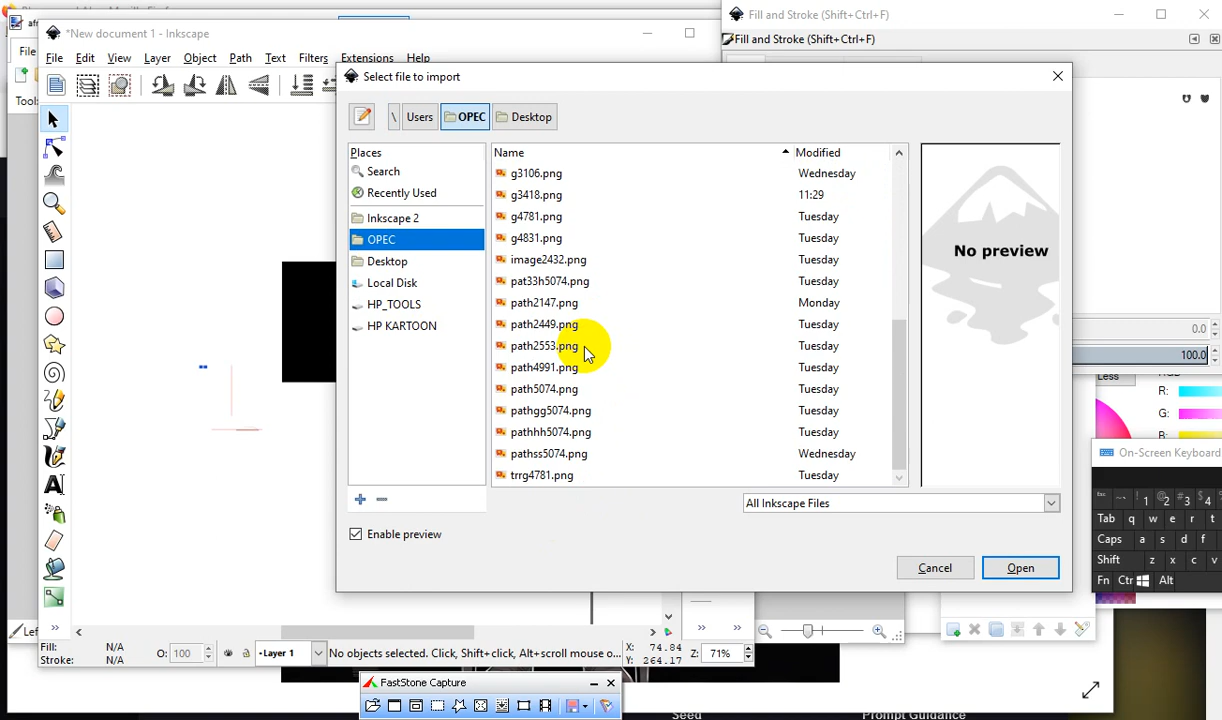 Fill and Stroke (Shift+Ctrl+F)
*New document 1 - Inkscape
Fill and Stroke (Shift+Ctrl+F)
File
File Edit View Layer Object Path Text Filters Extensions Help
Select file to import
\ Users OPEC Desktop
Places
Search
Recently Used
Inkscape 2
OPEC
Desktop
Local Disk
HP_TOOLS
HP KARTOON
Name Modified
g3106.png Wednesday
g3418.png 11:29
g4781.png Tuesday
g4831.png Tuesday
image2432.png Tuesday
pat33h5074.png Tuesday
path2147.png Monday
path2449.png Tuesday
path2553.png Tuesday
path4991.png Tuesday
path5074.png Tuesday
pathgg5074.png Tuesday
pathhh5074.png Tuesday
pathss5074.png Wednesday
trrg4781.png Tuesday
No preview
All Inkscape Files
Enable preview
Cancel Open
0.0
100.0
Less
R:
G:
B:
On-Screen Keyboard
Tab q w e r t
Caps a s d f
Shift z x c v
Fn Ctr Alt
Fill: N/A
Stroke: N/A
O: 100
Layer 1
No objects selected. Click, Shift+click, Alt+scroll mouse o...
X: 74.84
Y: 264.17
Z: 71%
FastStone Capture
Seed
Prompt Guidance